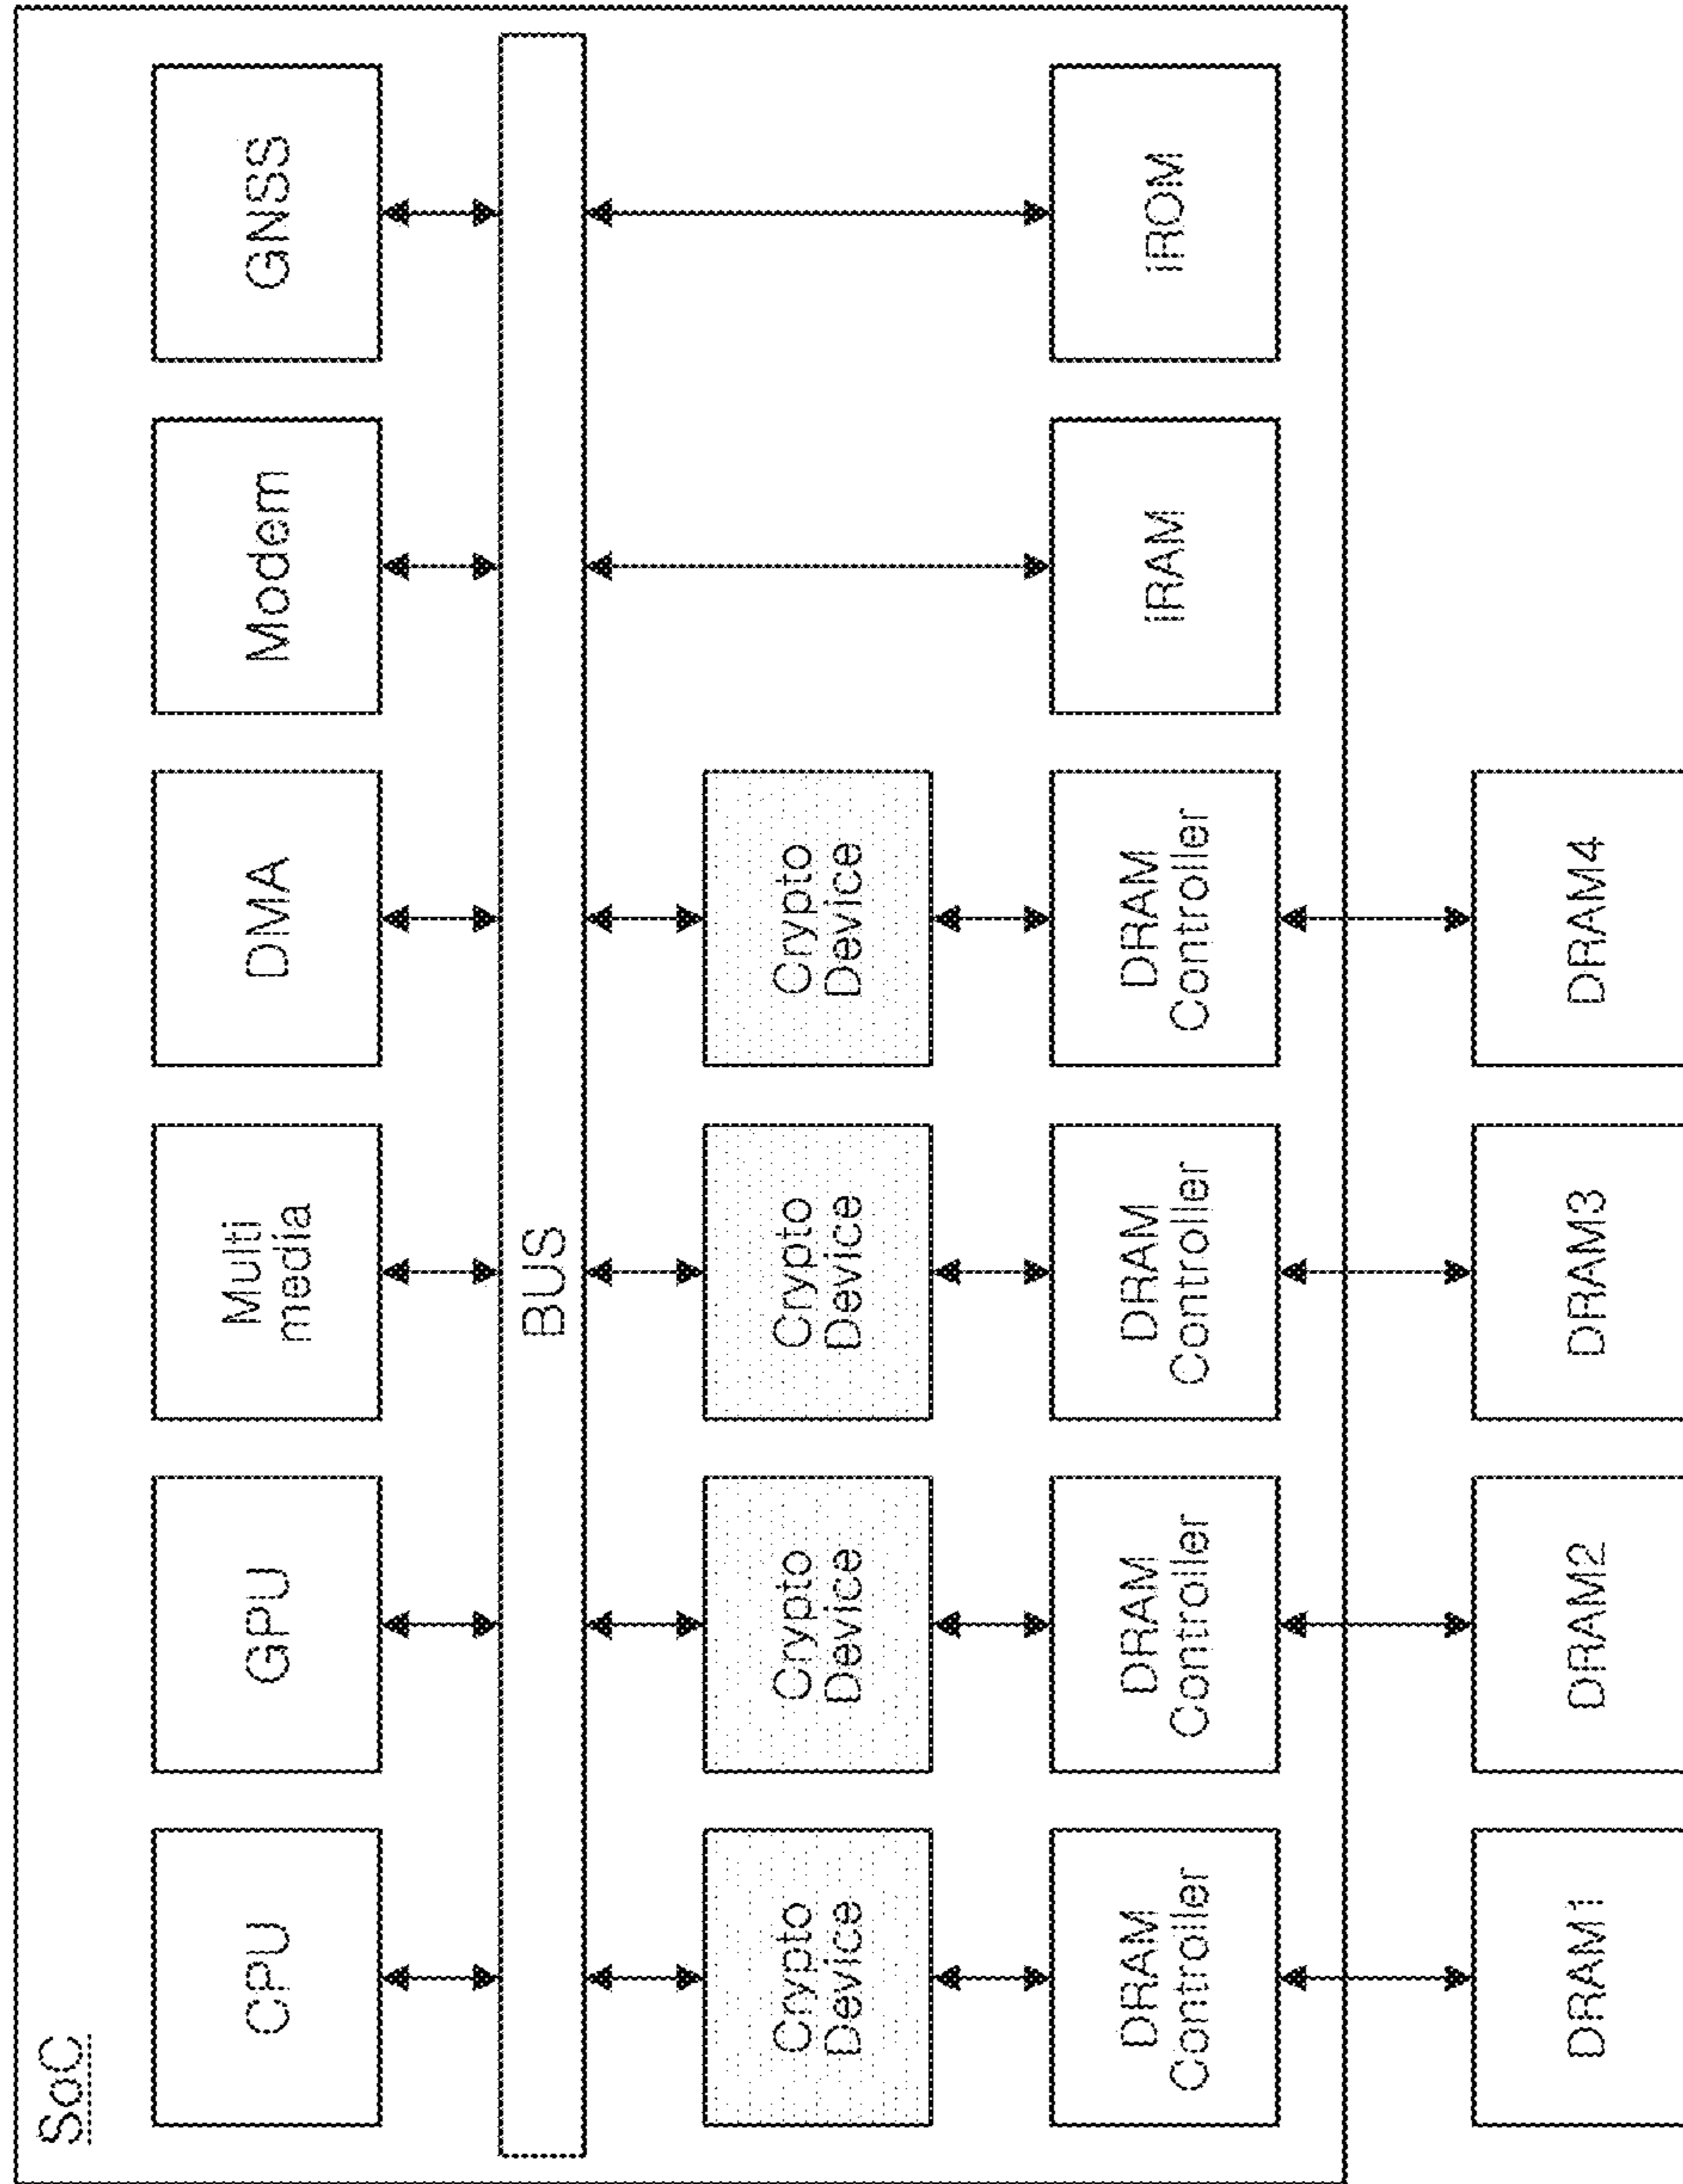 SoC
CPU
GPU
Multi
media
DMA
Modem
GNSS
BUS
Crypto
Device
Crypto
Device
Crypto
Device
Crypto
Device
DRAM
Controller
DRAM
Controller
DRAM
Controller
DRAM
Controller
iRAM
iROM
DRAM1
DRAM2
DRAM3
DRAM4